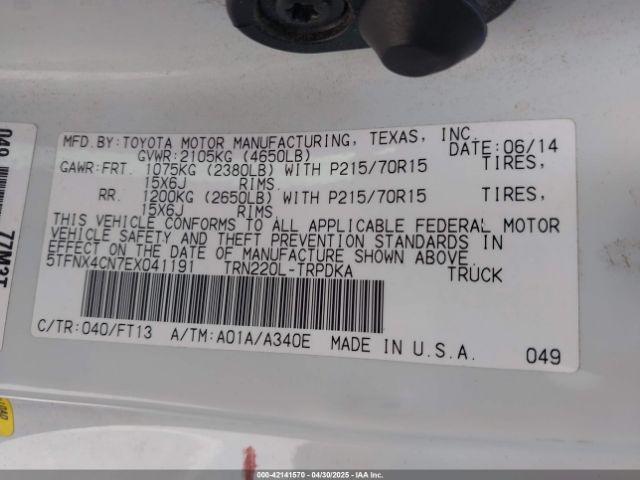 MFD.BY:TOYOTA MOTOR MANUFACTURING, TEXAS, INC.
GVWR:2105KG (4650LB) DATE:06/14
GAWR:FRT. 1075KG (2380LB) WITH P215/70R15 TIRES,
15X6J RIMS.
RR. 1200KG (2650LB) WITH P215/70R15 TIRES,
15X6J RIMS.
THIS VEHICLE CONFORMS TO ALL APPLICABLE FEDERAL MOTOR
VEHICLE SAFETY AND THEFT PREVENTION STANDARDS IN
EFFECT ON THE DATE OF MANUFACTURE SHOWN ABOVE.
5TFNX4CN7EX041191 TRN220L-TRPDKA TRUCK
C/TR:040/FT13 A/TM:A01A/A340E MADE IN U.S.A.
049
049
000-42141570 - 04/30/2025 - IAAI.COM